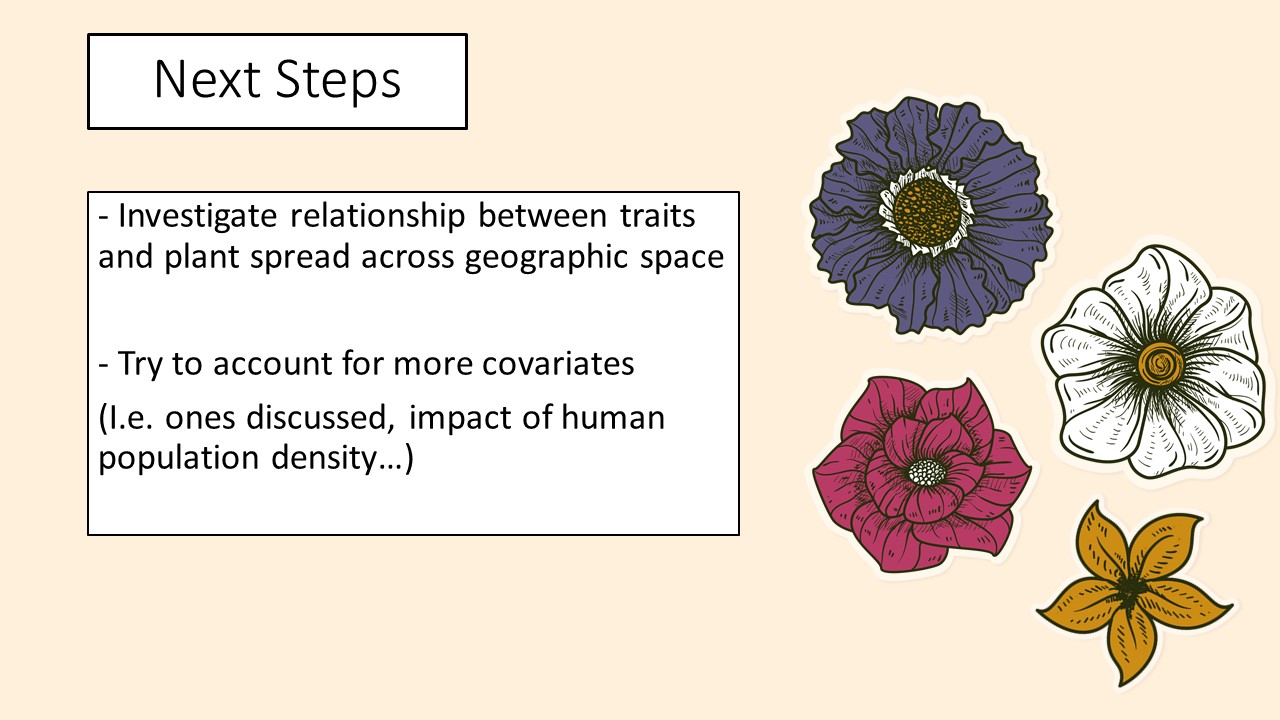 Next Steps
- Investigate relationship between traits
and plant spread across geographic space
- Try to account for more covariates
(I.e. ones discussed, impact of human
population density…)